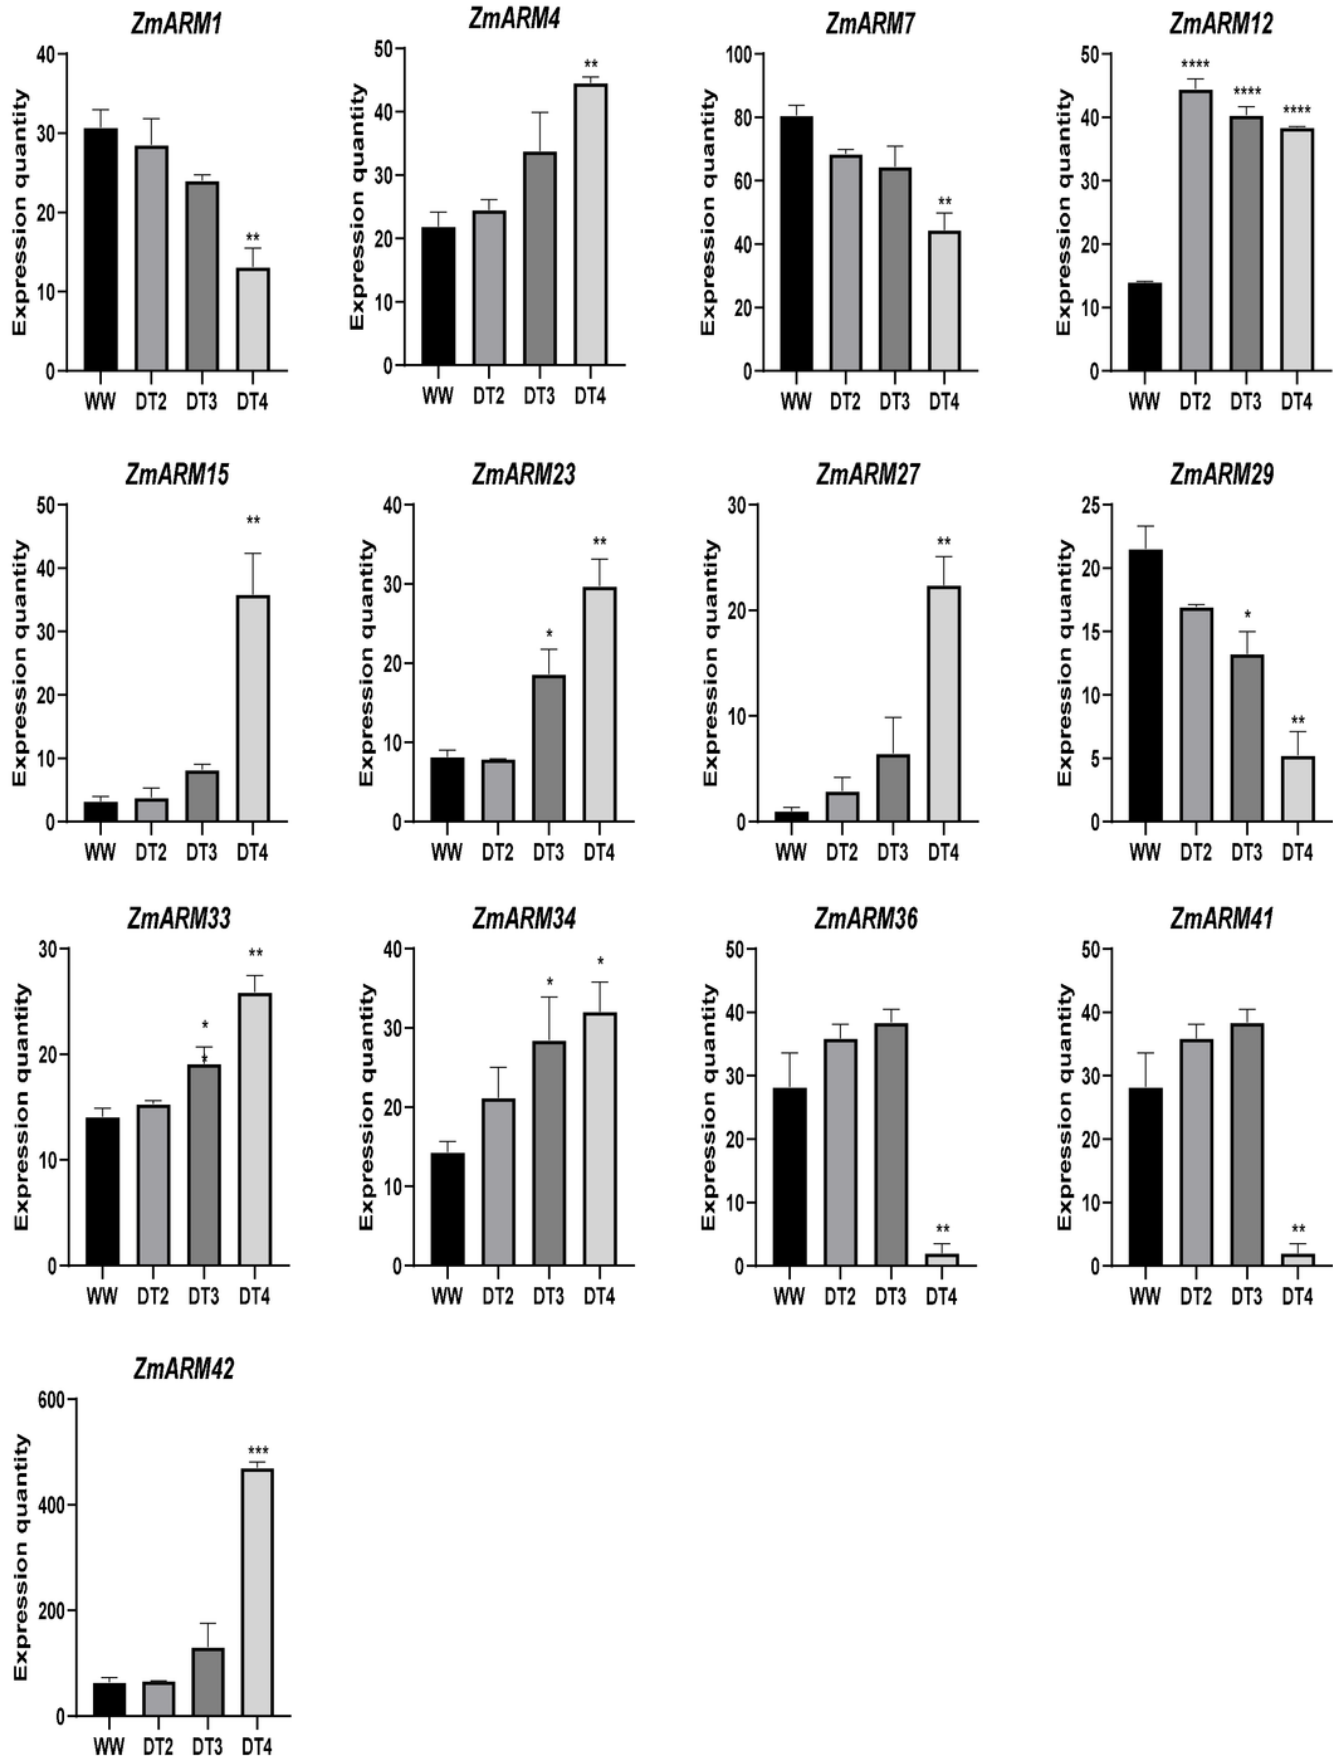 ZmARM1
Expression quantity
40
30
20
10
0
**
WW DT2 DT3 DT4
ZmARM4
Expression quantity
50
40
30
20
10
0
**
WW DT2 DT3 DT4
ZmARM7
Expression quantity
100
80
60
40
20
0
**
WW DT2 DT3 DT4
ZmARM12
Expression quantity
50
40
30
20
10
0
**** **** ****
WW DT2 DT3 DT4
ZmARM15
Expression quantity
50
40
30
20
10
0
**
WW DT2 DT3 DT4
ZmARM23
Expression quantity
40
30
20
10
0
* **
WW DT2 DT3 DT4
ZmARM27
Expression quantity
30
20
10
0
**
WW DT2 DT3 DT4
ZmARM29
Expression quantity
25
20
15
10
5
0
* **
WW DT2 DT3 DT4
ZmARM33
Expression quantity
30
20
10
0
**
*
*
WW DT2 DT3 DT4
ZmARM34
Expression quantity
40
30
20
10
0
* *
WW DT2 DT3 DT4
ZmARM36
Expression quantity
50
40
30
20
10
0
**
WW DT2 DT3 DT4
ZmARM41
Expression quantity
50
40
30
20
10
0
**
WW DT2 DT3 DT4
ZmARM42
Expression quantity
600
400
200
0
***
WW DT2 DT3 DT4